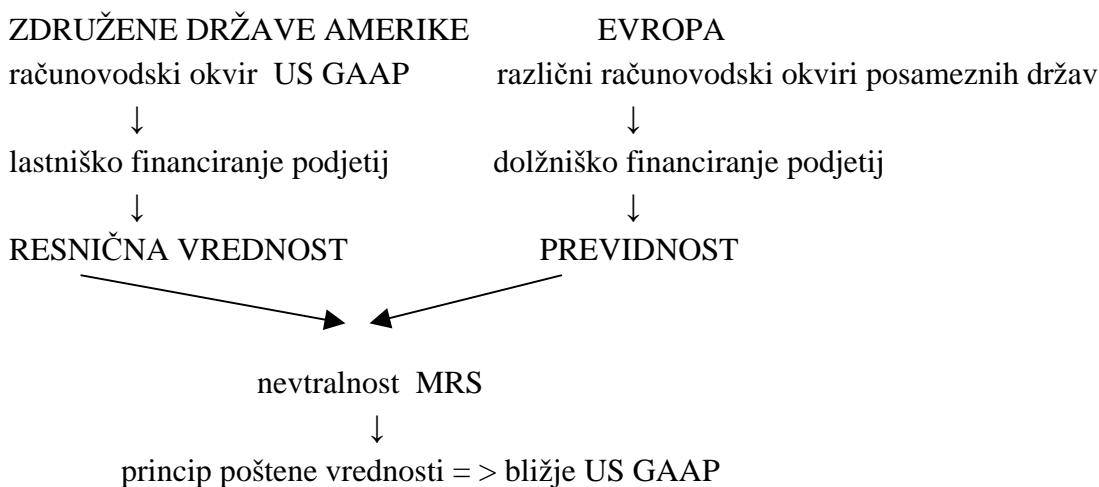 ZDRUŽENE DRŽAVE AMERIKE EVROPA
računovodski okvir US GAAP različni računovodski okviri posameznih držav
↓ ↓
lastniško financiranje podjetij dolžniško financiranje podjetij
↓ ↓
RESNIČNA VREDNOST PREVIDNOST
nevtralnost MRS
↓
princip poštene vrednosti = > bližje US GAAP